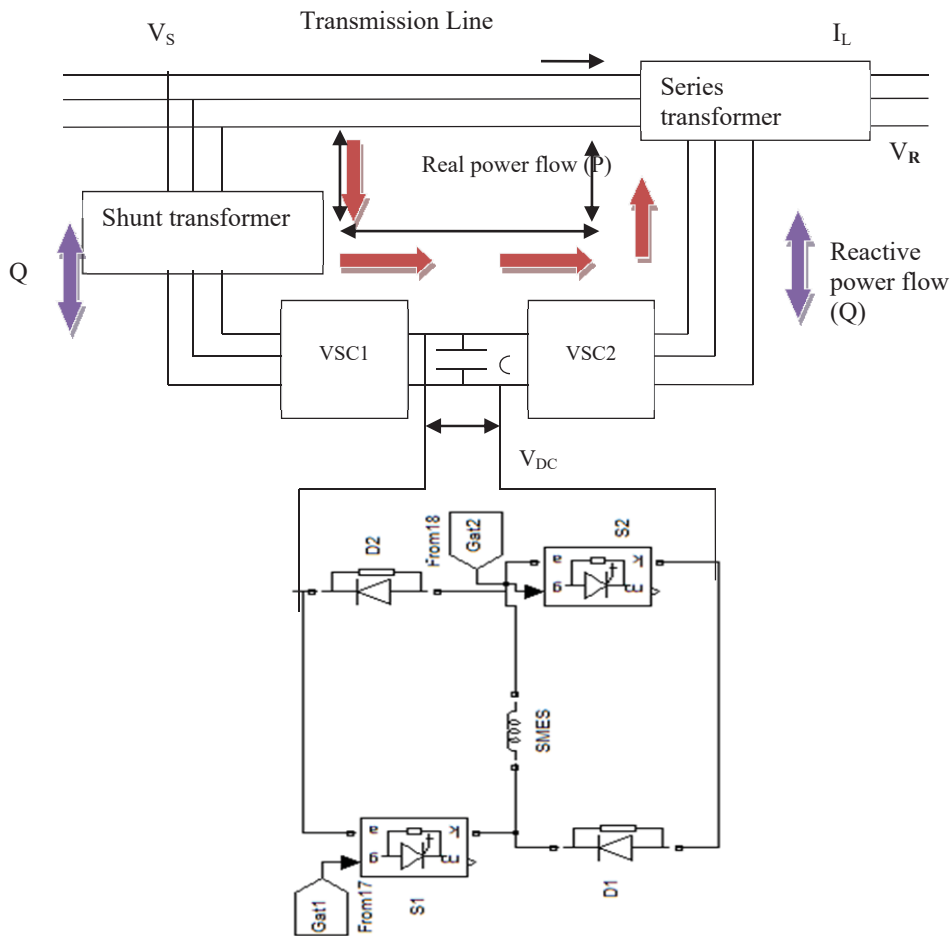 Transmission Line
V_S
I_L
Series
transformer
V_R
Real power flow (P)
Shunt transformer
Q
Reactive
power flow
(Q)
VSC1
VSC2
V_DC
D2
From18
Gat2
S2
SMES
Gat1
From17
S1
D1